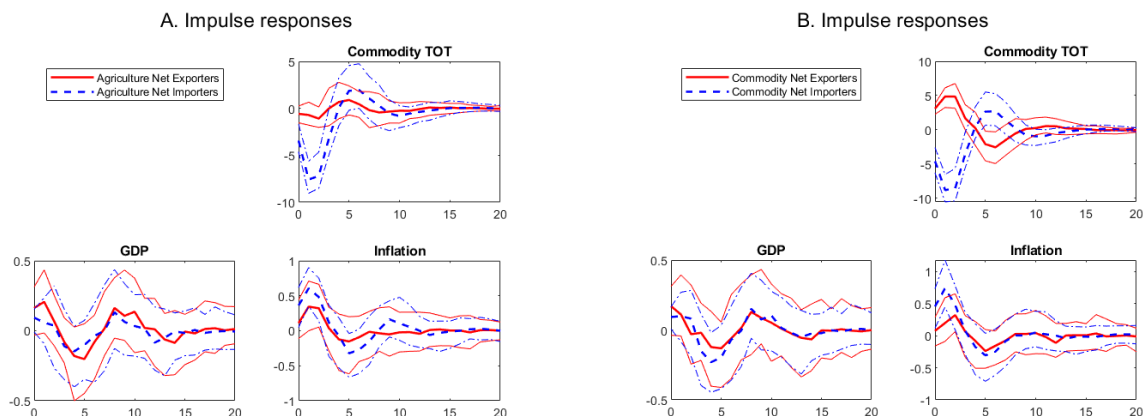 A. Impulse responses
Commodity TOT
Agriculture Net Exporters
Agriculture Net Importers
5
0
-5
-10
0 5 10 15 20
GDP
0.5
0
-0.5
0 5 10 15 20
Inflation
1
0.5
0
-0.5
-1
0 5 10 15 20
B. Impulse responses
Commodity TOT
Commodity Net Exporters
Commodity Net Importers
10
5
0
-5
-10
0 5 10 15 20
GDP
0.5
0
-0.5
0 5 10 15 20
Inflation
1
0.5
0
-0.5
-1
0 5 10 15 20